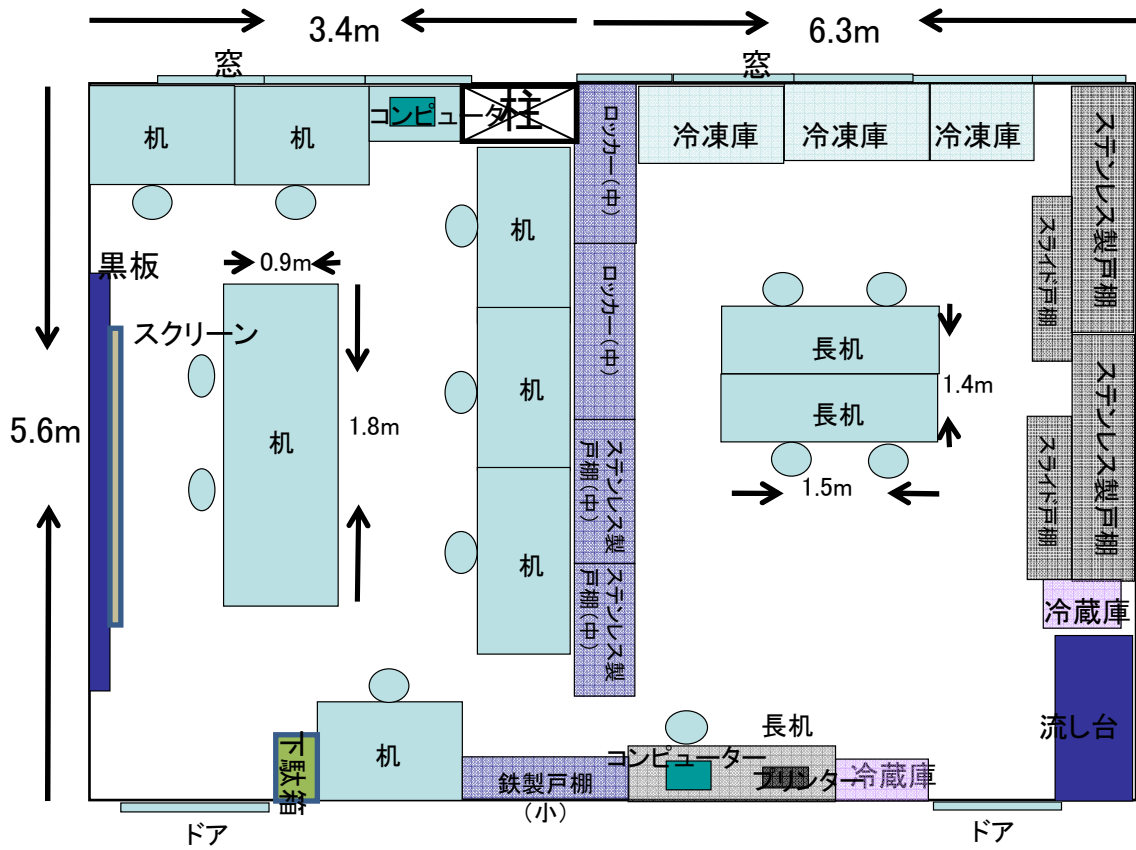 3.4m
6.3m
窓
窓
机
机
コンピューター
柱
ロッカー（中）
冷凍庫
冷凍庫
冷凍庫
ステンレス製戸棚
机
スライド戸棚
黒板
0.9m
ロッカー（中）
スクリーン
長机
1.4m
長机
5.6m
机
1.8m
机
ステンレス製戸棚
スライド戸棚
ステンレス製
戸棚（中）
1.5m
机
ステンレス製
戸棚（中）
冷蔵庫
長机
流し台
下駄箱
机
コンピューター
プリンター
冷蔵庫
鉄製戸棚
（小）
ドア
ドア